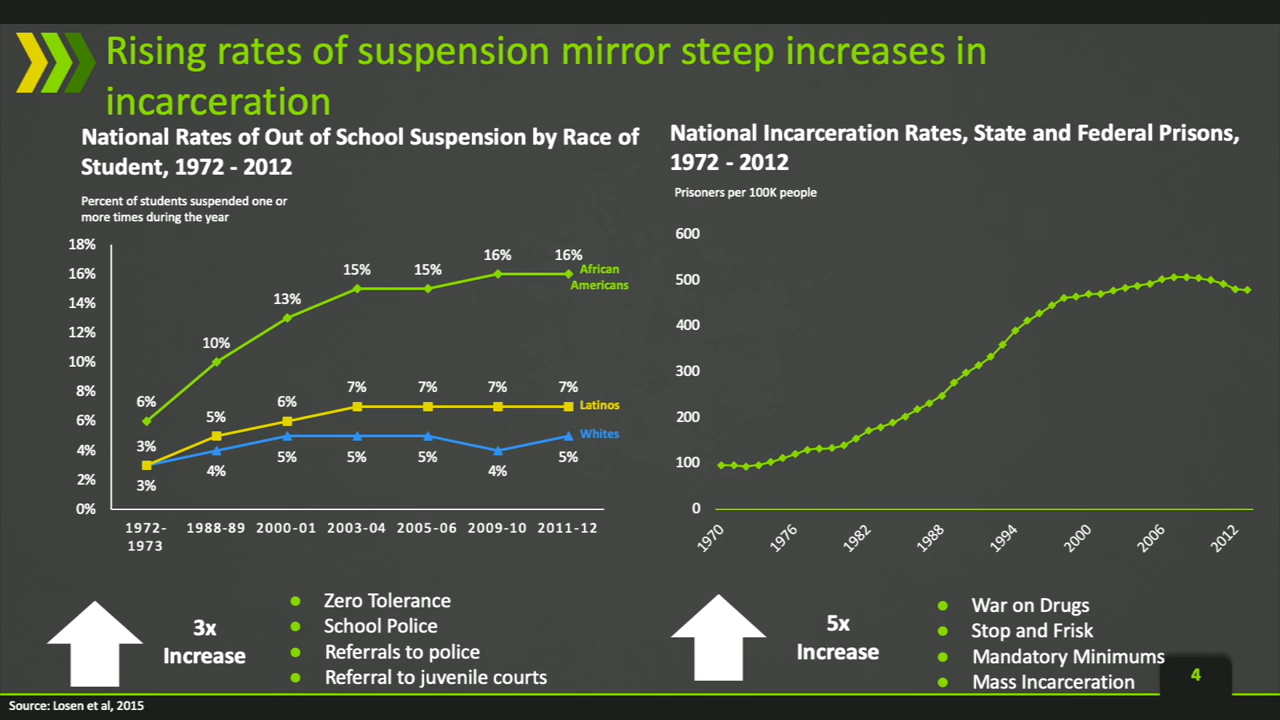 Rising rates of suspension mirror steep increases in
incarceration
National Rates of Out of School Suspension by Race of
Student, 1972 - 2012
Percent of students suspended one or
more times during the year
18%
16%
14%
12%
10%
8%
6%
4%
2%
0%
6%
10%
13%
15%
15%
16%
16%
African
Americans
3%
5%
6%
7%
7%
7%
7%
Latinos
3%
4%
5%
5%
5%
4%
5%
Whites
1972-
1973
1988-89
2000-01
2003-04
2005-06
2009-10
2011-12
3x
Increase
Zero Tolerance
School Police
Referrals to police
Referral to juvenile courts
National Incarceration Rates, State and Federal Prisons,
1972 - 2012
Prisoners per 100K people
600
500
400
300
200
100
0
1970
1976
1982
1988
1994
2000
2006
2012
5x
Increase
War on Drugs
Stop and Frisk
Mandatory Minimums
Mass Incarceration
4
Source: Losen et al, 2015